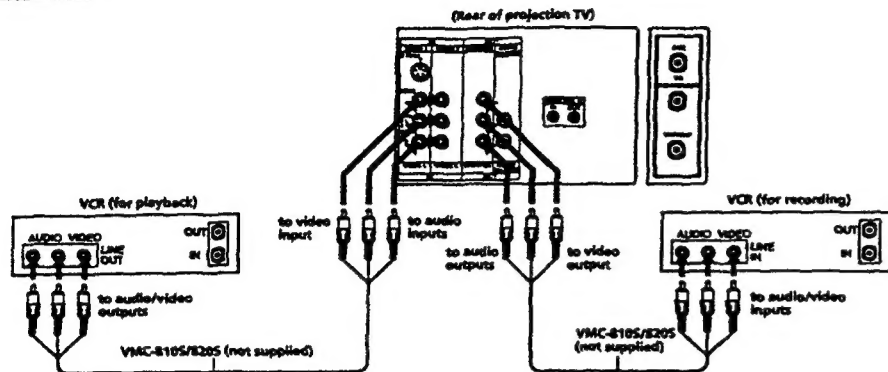 (Rear of projection TV)
VCR (for playback)
AUDIO VIDEO
LINE
OUT
OUT
IN
to audio/video
outputs
VMC-810S/820S (not supplied)
to video
input
to audio
inputs
to audio
outputs
to video
output
VCR (for recording)
AUDIO VIDEO
LINE
IN
OUT
IN
to audio/video
inputs
VMC-810S/820S
(not supplied)